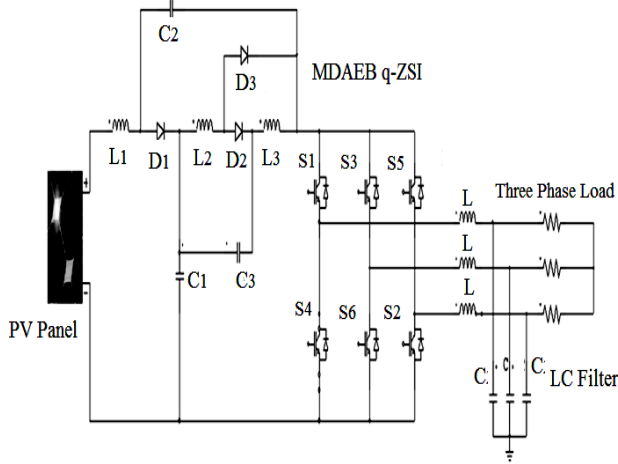 C2
D3
MDAEB q-ZSI
L1
D1
L2
D2
L3
S1
S3
S5
+
-
C1
C3
L
L
L
Three Phase Load
S4
S6
S2
PV Panel
C
C
C
LC Filter